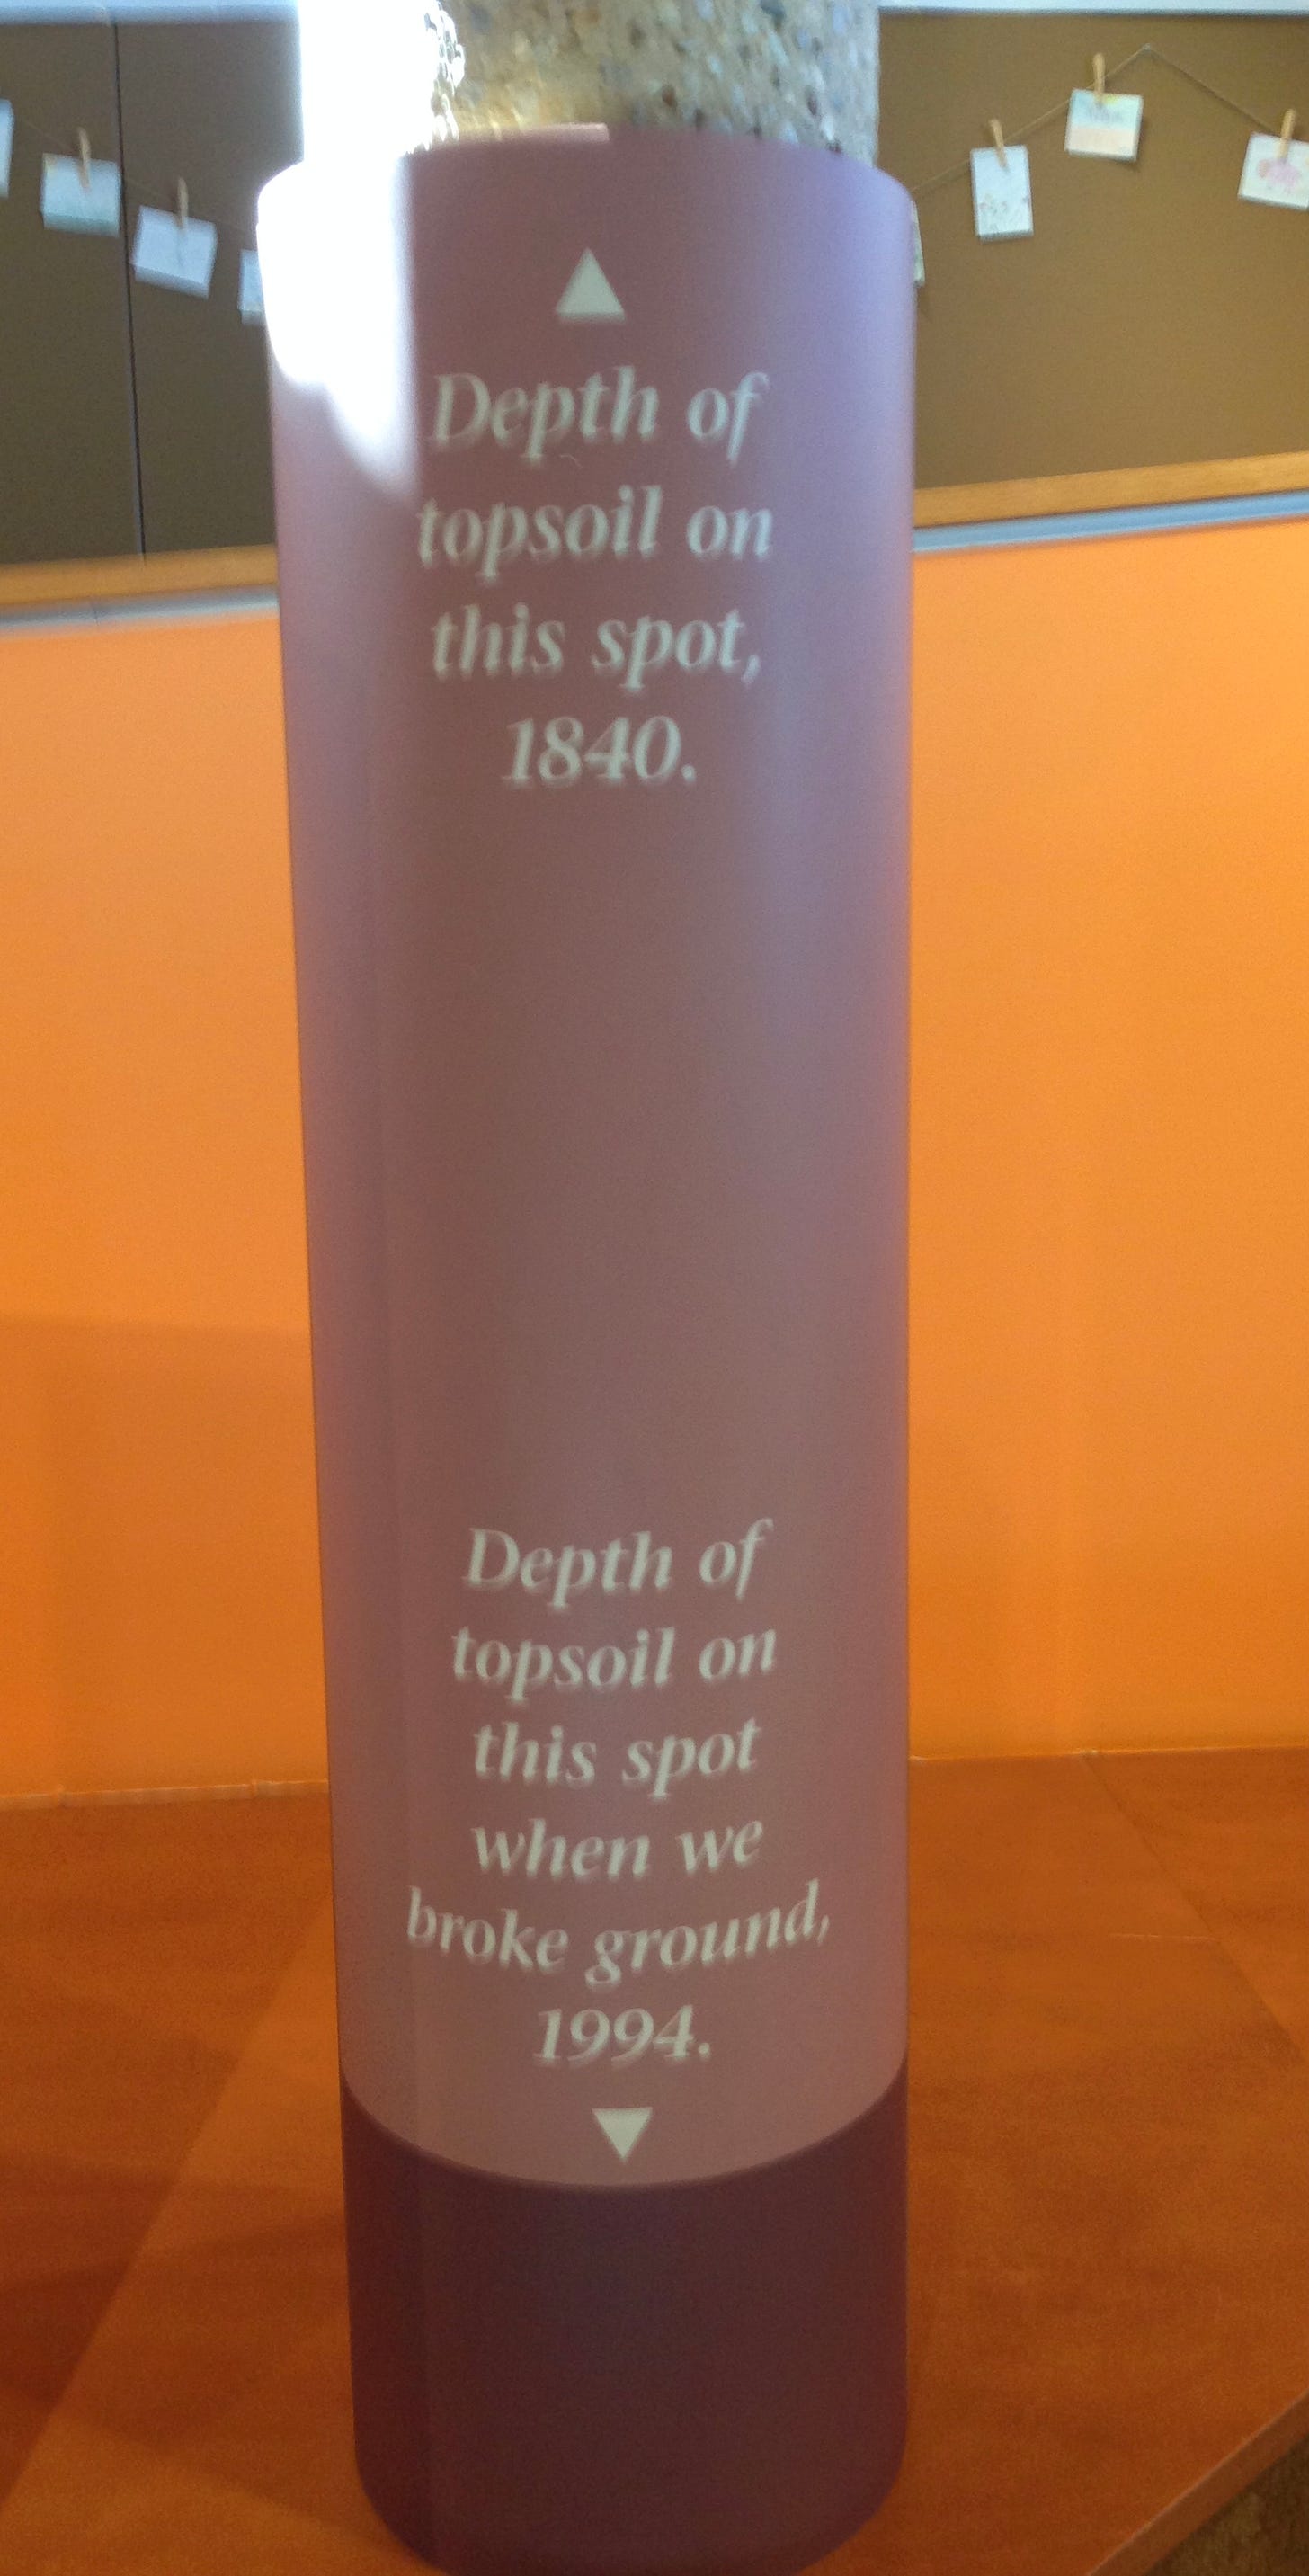 Depth of
topsoil on
this spot,
1840.
Depth of
topsoil on
this spot
when we
broke ground,
1994.